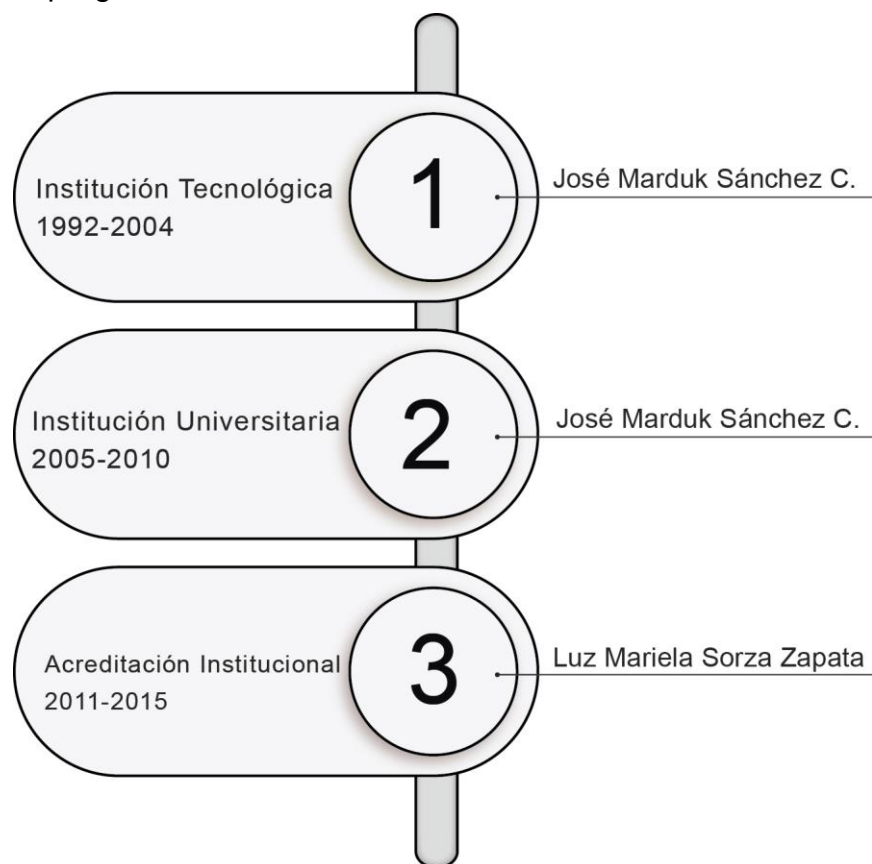 Institución Tecnológica
1992-2004
1
José Marduk Sánchez C.
Institución Universitaria
2005-2010
2
José Marduk Sánchez C.
Acreditación Institucional
2011-2015
3
Luz Mariela Sorza Zapata